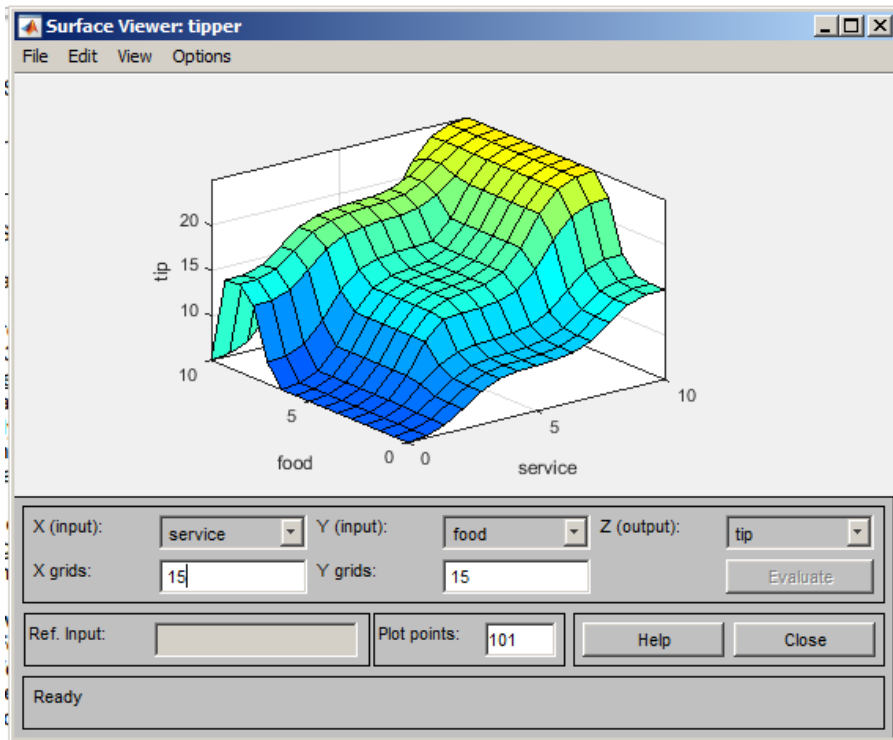 Surface Viewer: tipper
File Edit View Options
20
15
10
tip
10
5
0
food
0
5
10
service
X (input): service Y (input): food Z (output): tip
X grids: 15 Y grids: 15 Evaluate
Ref. Input: Plot points: 101 Help Close
Ready